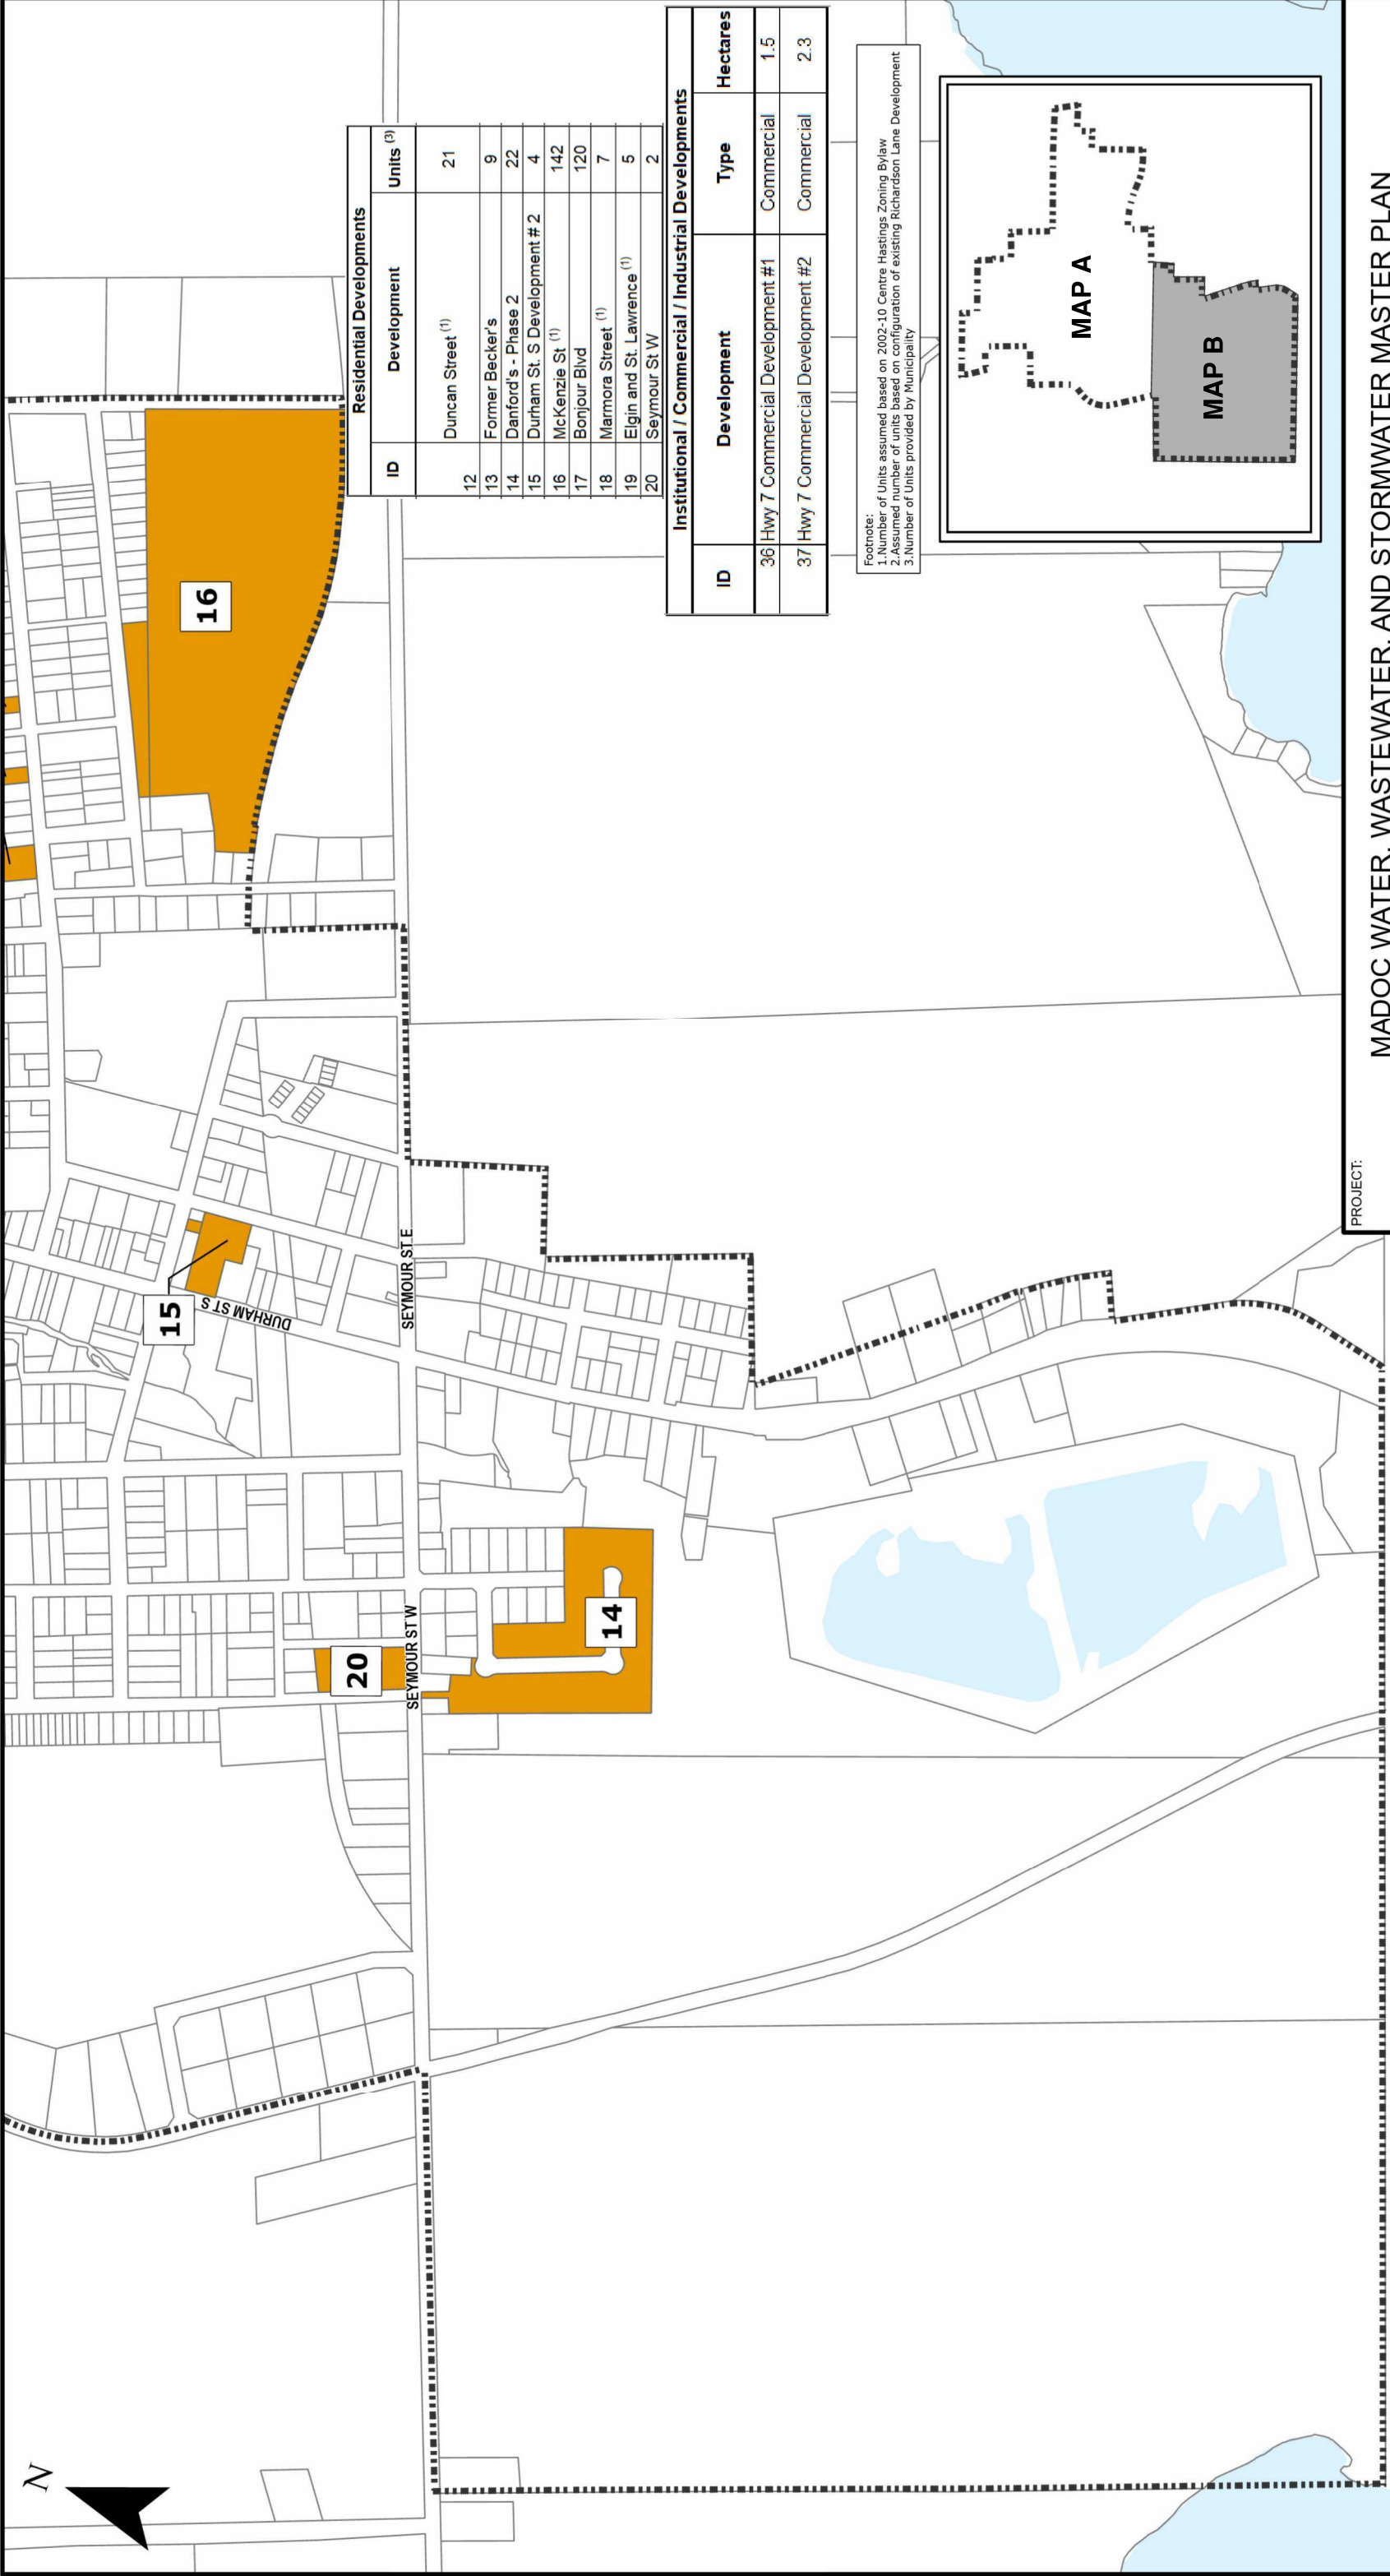 N
16
15
DURHAM ST S
SEYMOUR ST E
20
SEYMOUR ST W
14
Residential Developments
ID Development Units (3)
12 Duncan Street (1) 21
13 Former Becker's 9
14 Danford's - Phase 2 22
15 Durham St. S Development # 2 4
16 McKenzie St (1) 142
17 Bonjour Blvd 120
18 Marmora Street (1) 7
19 Elgin and St. Lawrence (1) 5
20 Seymour St W 2
Institutional / Commercial / Industrial Developments
ID Development Type Hectares
36 Hwy 7 Commercial Development #1 Commercial 1.5
37 Hwy 7 Commercial Development #2 Commercial 2.3
Footnote:
1.Number of Units assumed based on 2002-10 Centre Hastings Zoning Bylaw
2.Assumed number of units based on configuration of existing Richardson Lane Development
3.Number of Units provided by Municipality
MAP A
MAP B
PROJECT:
MADOC WATER, WASTEWATER, AND STORMWATER MASTER PLAN